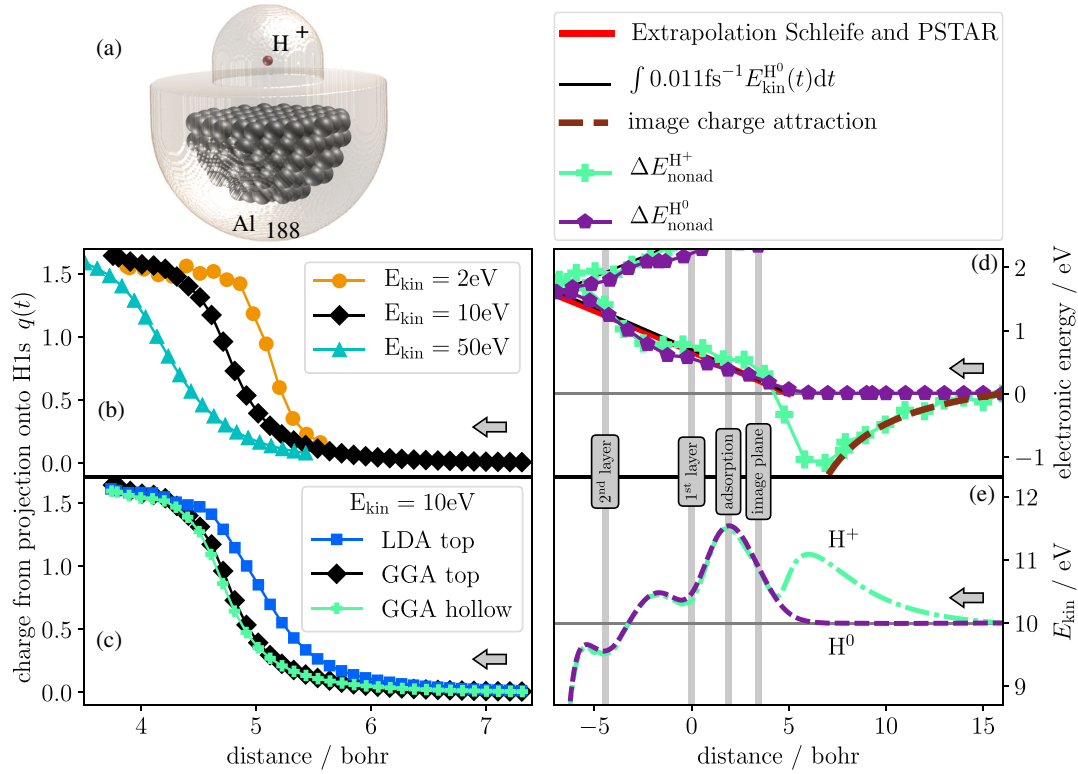 (a)
H +
Al 188
Extrapolation Schleife and PSTAR
∫ 0.011fs⁻¹ E_kin^{H⁰}(t)dt
image charge attraction
ΔE_nonad^{H⁺}
ΔE_nonad^{H⁰}
charge from projection onto H1s q(t)
1.5
1.0
0.5
0.0
E_kin = 2eV
E_kin = 10eV
E_kin = 50eV
(b)
1.5
1.0
0.5
0.0
E_kin = 10eV
LDA top
GGA top
GGA hollow
(c)
4 5 6 7
distance / bohr
(d)
2
1
0
−1
electronic energy / eV
2nd layer
1st layer
adsorption
image plane
(e)
12
11
10
9
E_kin / eV
H⁺
H⁰
−5 0 5 10 15
distance / bohr